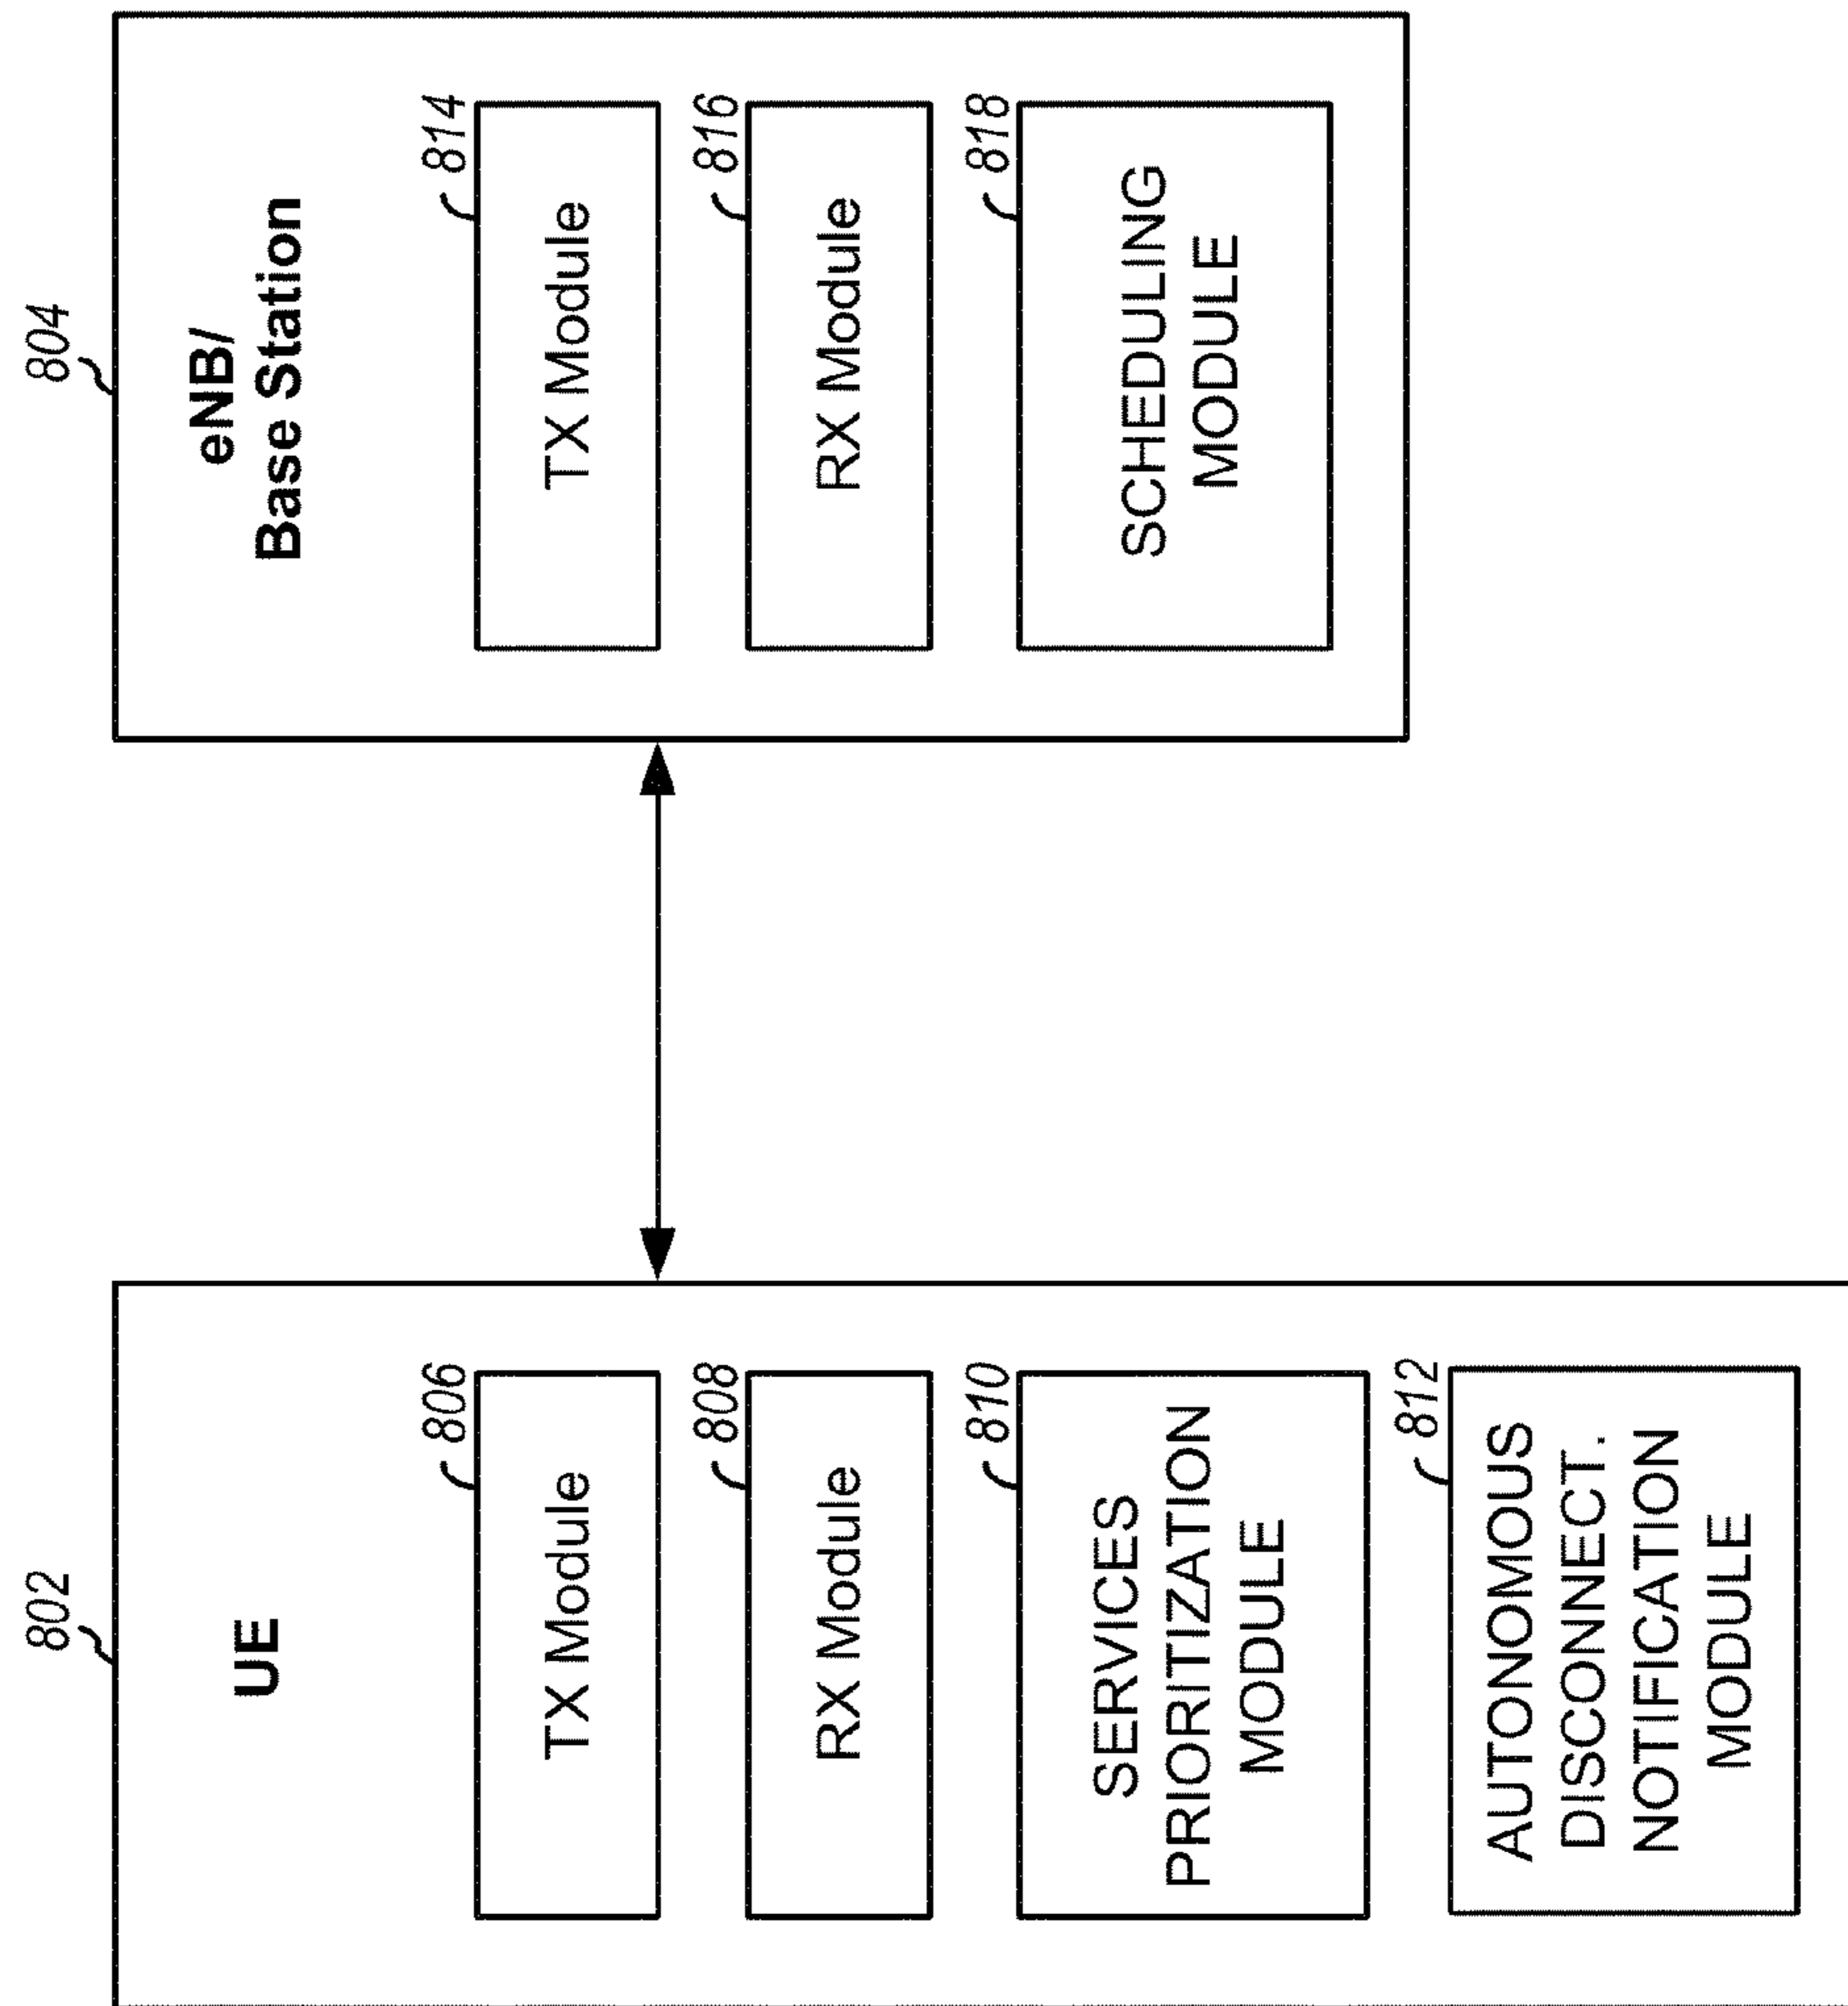 802
UE
806
TX Module
808
RX Module
810
SERVICES
PRIORITIZATION
MODULE
812
AUTONOMOUS
DISCONNECT.
NOTIFICATION
MODULE
804
eNB/
Base Station
814
TX Module
816
RX Module
818
SCHEDULING
MODULE